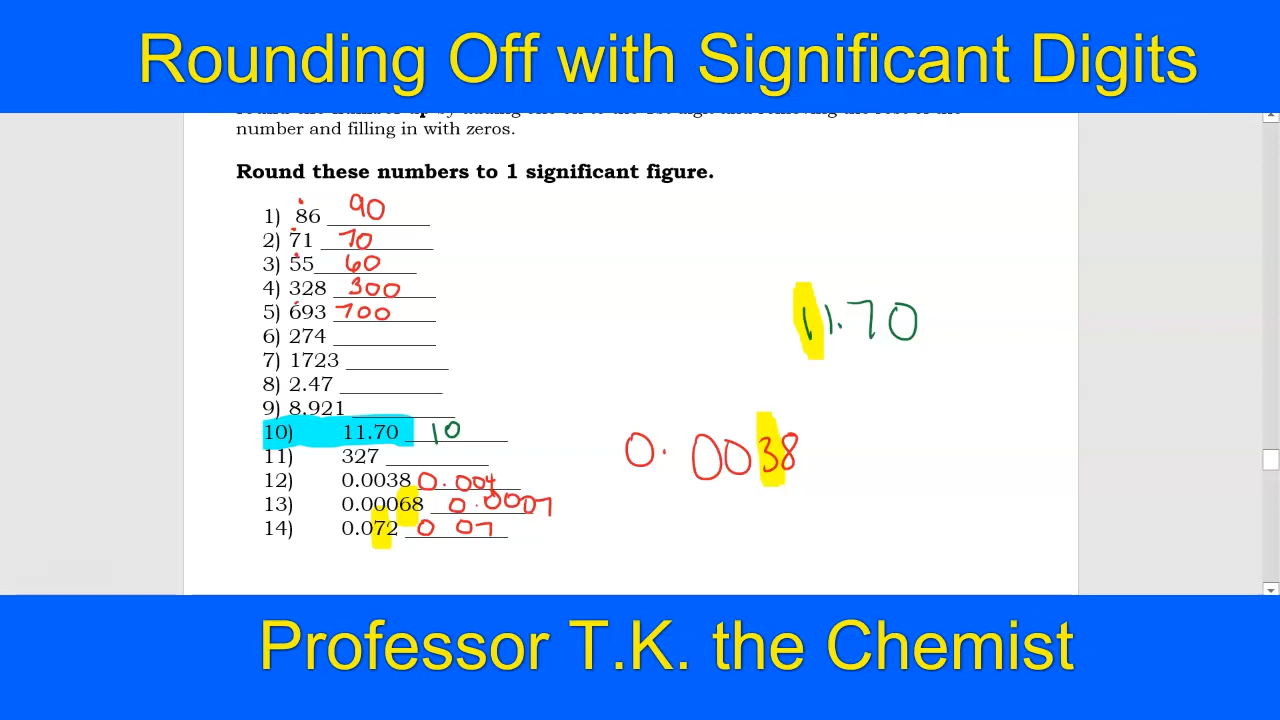 Rounding Off with Significant Digits
number and filling in with zeros.
Round these numbers to 1 significant figure.
1) 86 90
2) 71 70
3) 55 60
4) 328 300
5) 693 700
6) 274
7) 1723
8) 2.47
9) 8.921
10) 11.70 10
11) 327
12) 0.0038 0.004
13) 0.00068 0.0007
14) 0.072 0 07
11.70
0.0038
Professor T.K. the Chemist